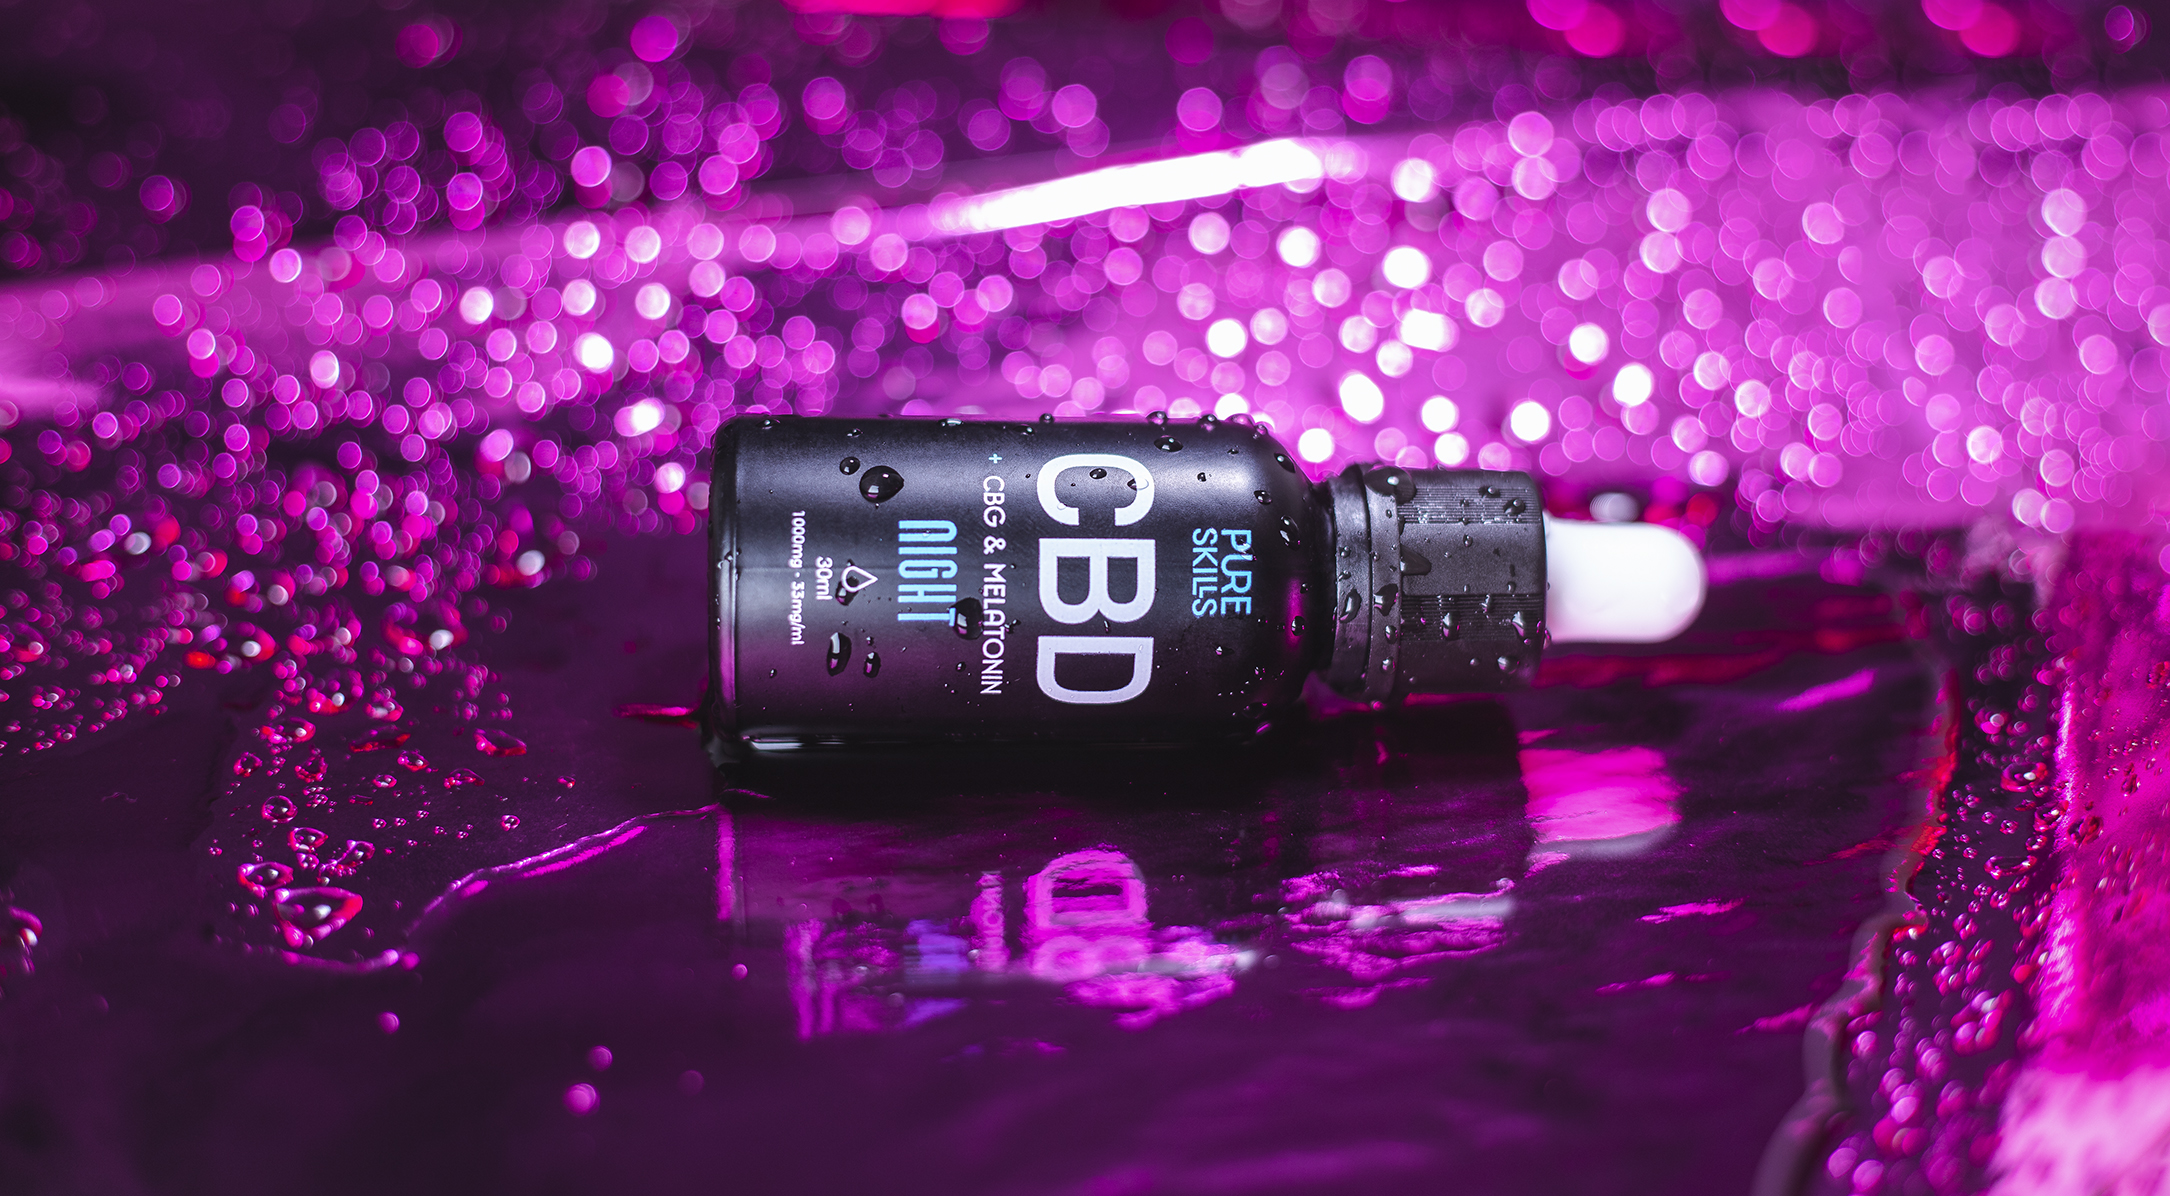 PURE
SKILLS
CBD
+ CBG & MELATONIN
NIGHT
30ml
1000mg • 33mg/ml